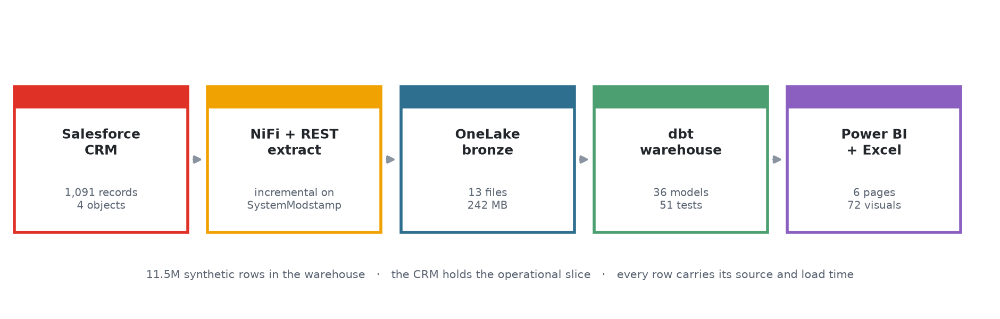 Salesforce
CRM
1,091 records
4 objects
NiFi + REST
extract
incremental on
SystemModstamp
OneLake
bronze
13 files
242 MB
dbt
warehouse
36 models
51 tests
Power BI
+ Excel
6 pages
72 visuals
11.5M synthetic rows in the warehouse · the CRM holds the operational slice · every row carries its source and load time